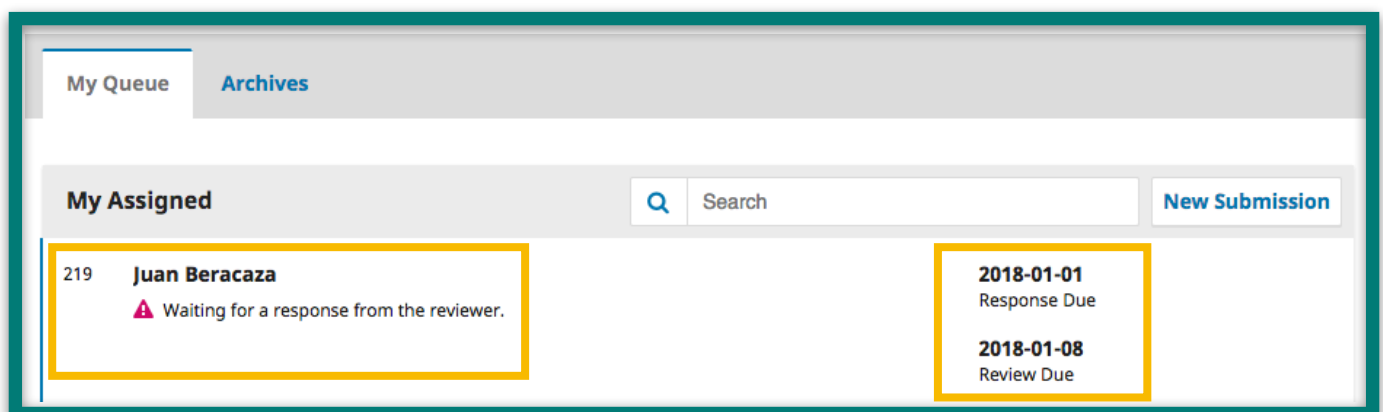 My Queue Archives
My Assigned Search New Submission
219 Juan Beracaza 2018-01-01
Waiting for a response from the reviewer. Response Due
2018-01-08
Review Due